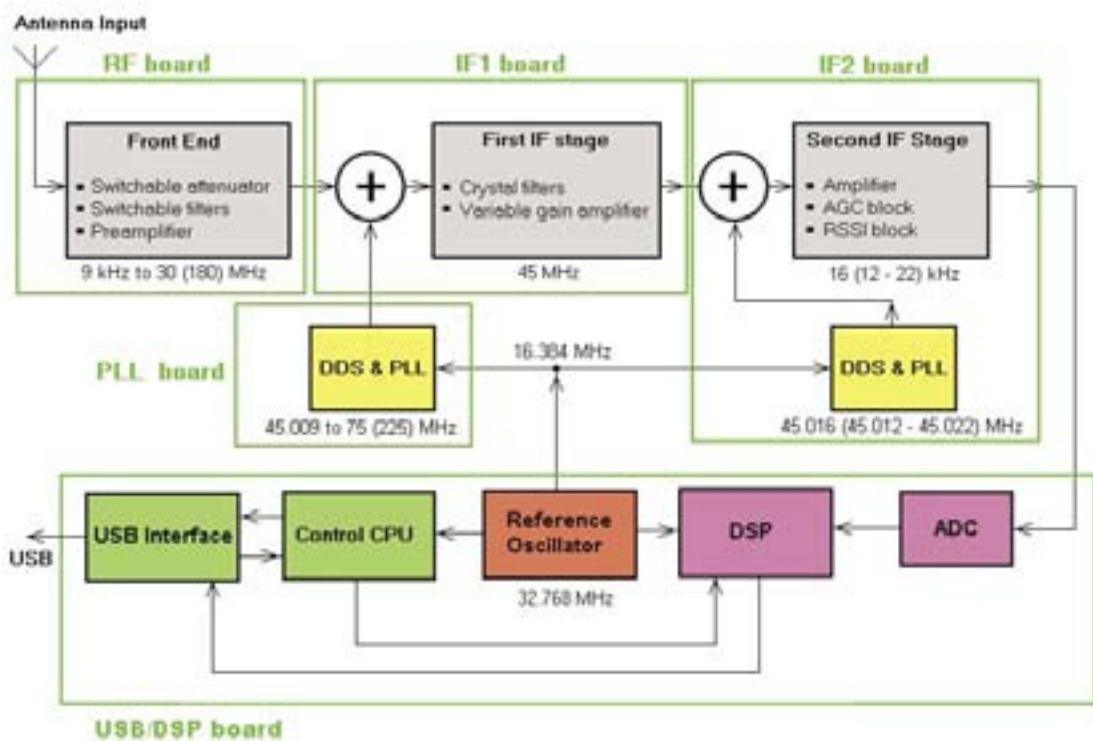 Antenna Input
RF board
IF1 board
IF2 board
Front End
▪ Switchable attenuator
▪ Switchable filters
▪ Preamplifier
9 kHz to 30 (180) MHz
+
First IF stage
▪ Crystal filters
▪ Variable gain amplifier
45 MHz
+
Second IF Stage
▪ Amplifier
▪ AGC block
▪ RSSI block
16 (12 - 22) kHz
PLL board
DDS & PLL
45.009 to 75 (225) MHz
16.384 MHz
DDS & PLL
45.016 (45.012 - 45.022) MHz
USB
USB Interface
Control CPU
Reference
Oscillator
32.768 MHz
DSP
ADC
USB/DSP board